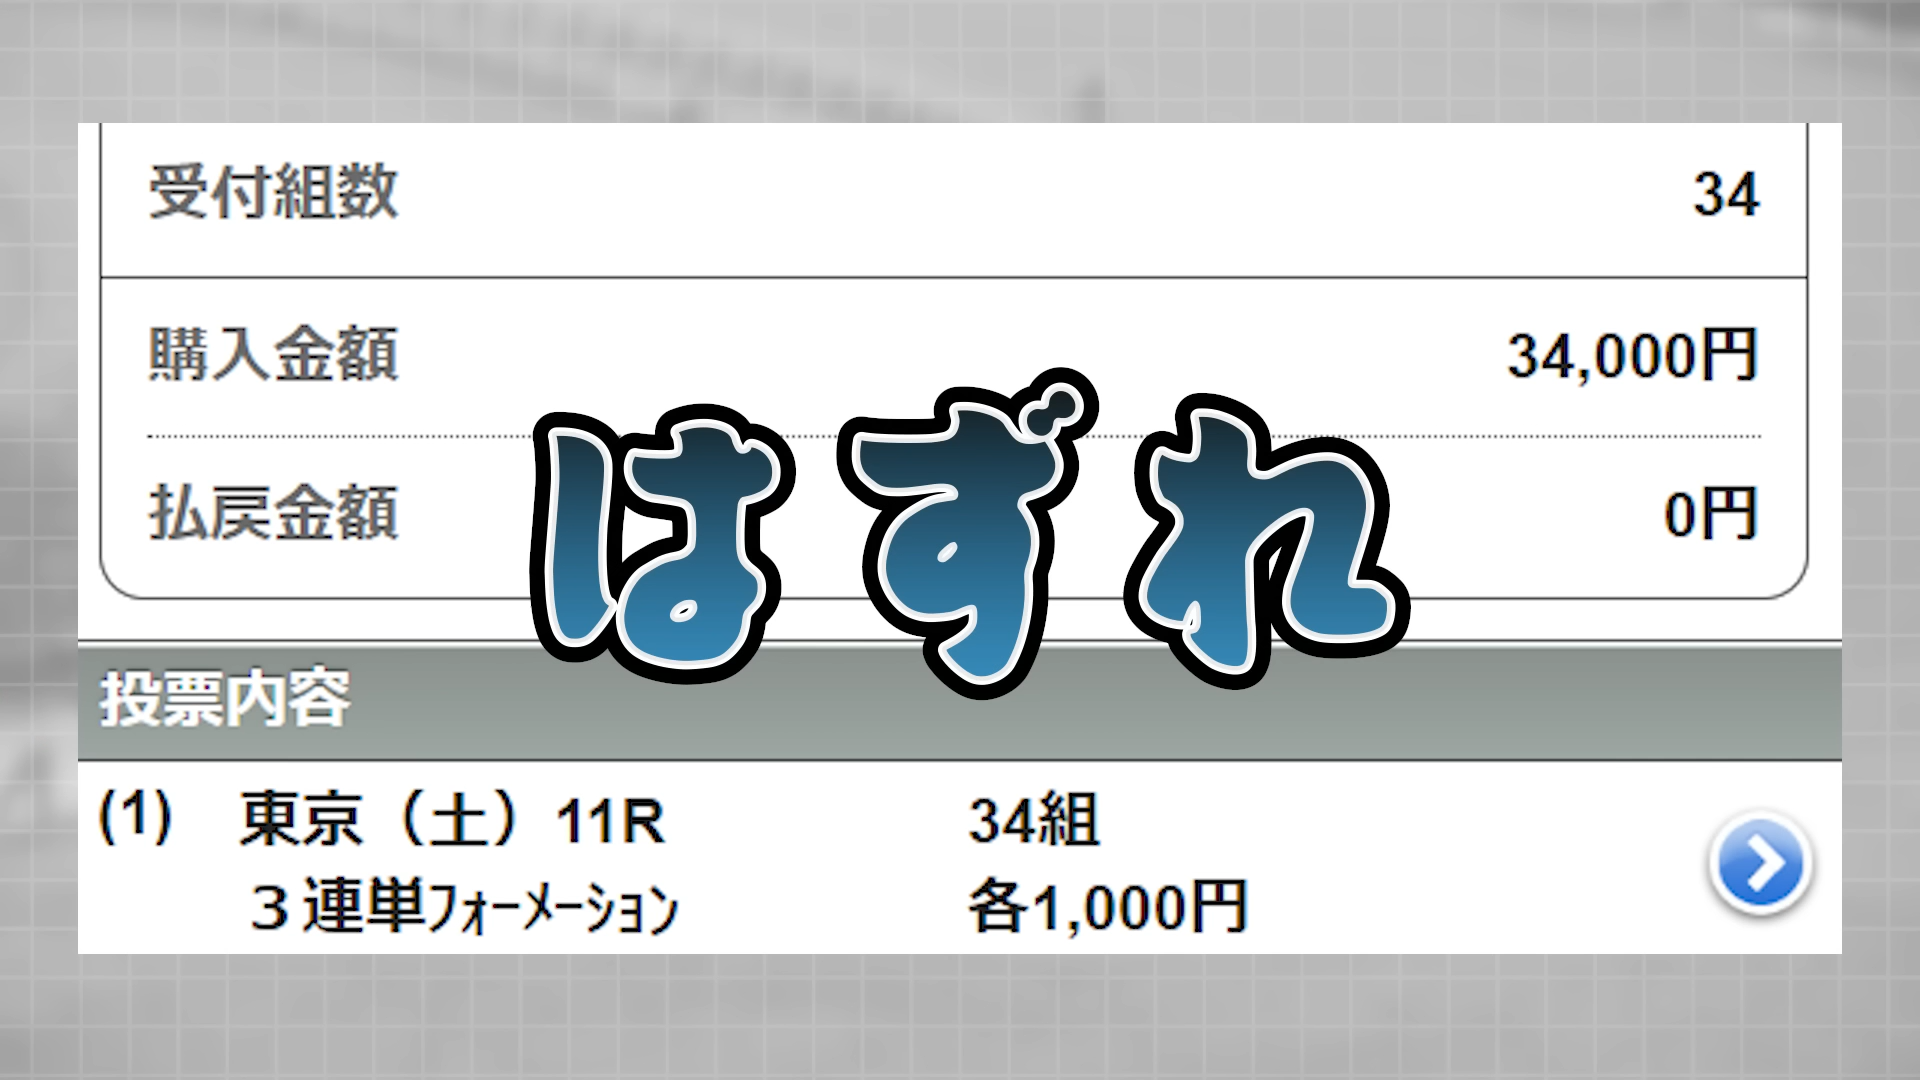 受付組数 34
購入金額 34,000円
はずれ
払戻金額 0円
投票内容
(1) 東京（土）11R 34組
３連単ﾌｫｰﾒｰｼｮﾝ 各1,000円